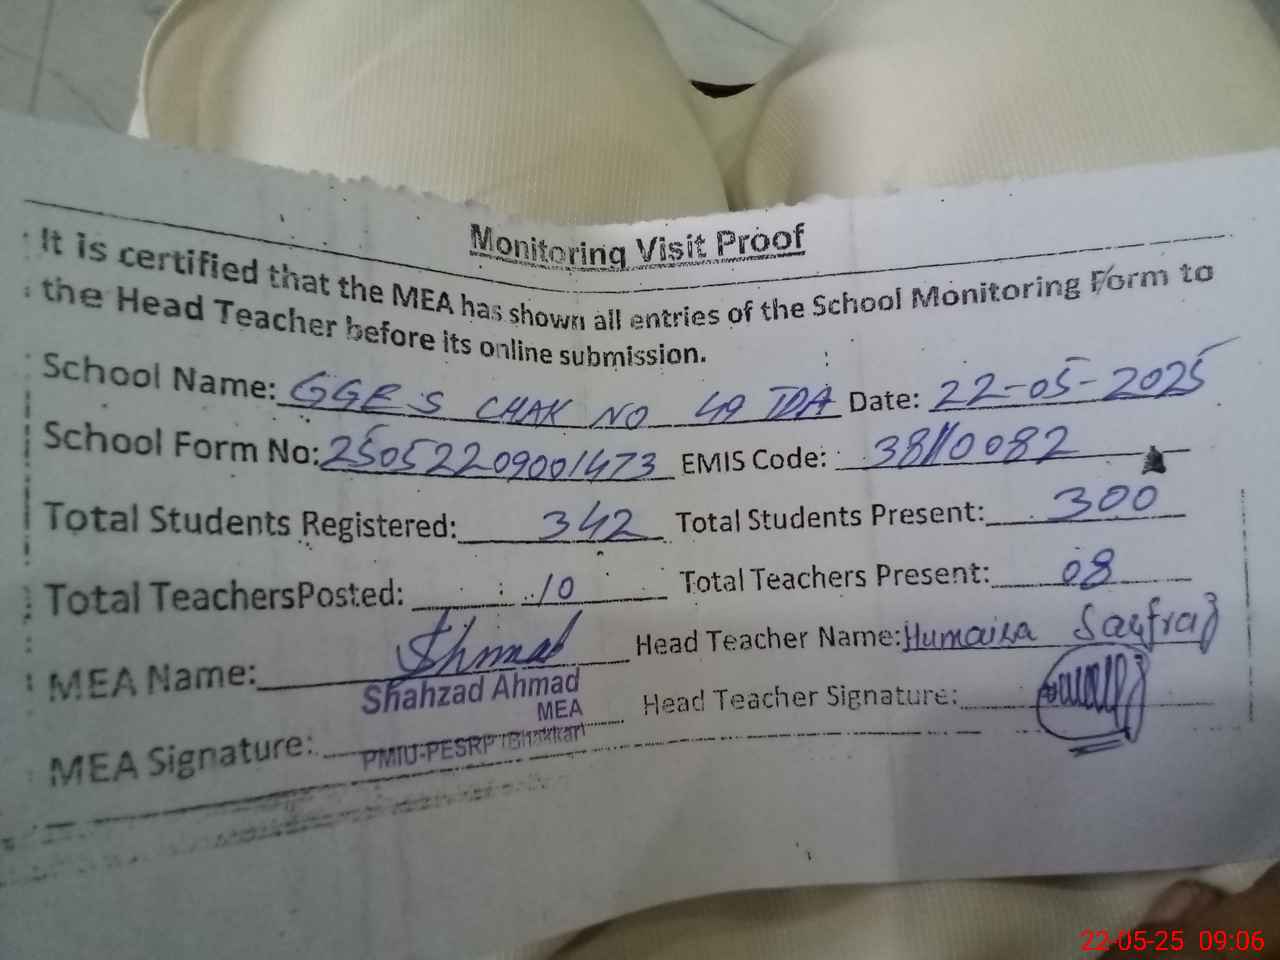 Monitoring Visit Proof
It is certified that the MEA has shown all entries of the School Monitoring Form to
the Head Teacher before its online submission.
School Name: GGES CHAK NO 49 TDA Date: 22-05-2025
School Form No: 25052209001473 EMIS Code: 38110082
Total Students Registered: 342 Total Students Present: 300
Total TeachersPosted: 10 Total Teachers Present: 08
MEA Name: Head Teacher Name: Humaira Sarfraz
Shahzad Ahmad
MEA
MEA Signature: PMIU-PESRP (Bhakkar) Head Teacher Signature:
22-05-25 09:06